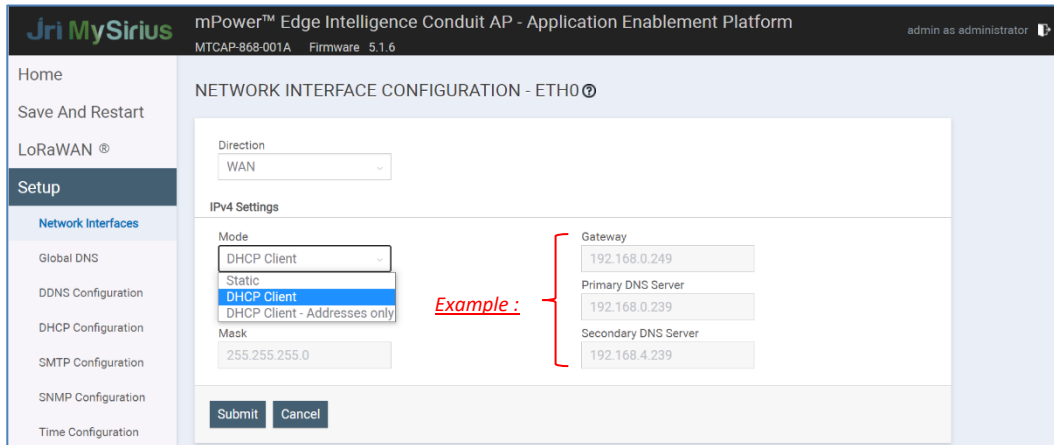 Jri MySirius
mPower™ Edge Intelligence Conduit AP - Application Enablement Platform
MTCAP-868-001A Firmware 5.1.6
admin as administrator
Home
Save And Restart
LoRaWAN ®
Setup
Network Interfaces
Global DNS
DDNS Configuration
DHCP Configuration
SMTP Configuration
SNMP Configuration
Time Configuration
NETWORK INTERFACE CONFIGURATION - ETH0
Direction
WAN
IPv4 Settings
Mode
DHCP Client
Static
DHCP Client
DHCP Client - Addresses only
Mask
255.255.255.0
Example :
Gateway
192.168.0.249
Primary DNS Server
192.168.0.239
Secondary DNS Server
192.168.4.239
Submit Cancel